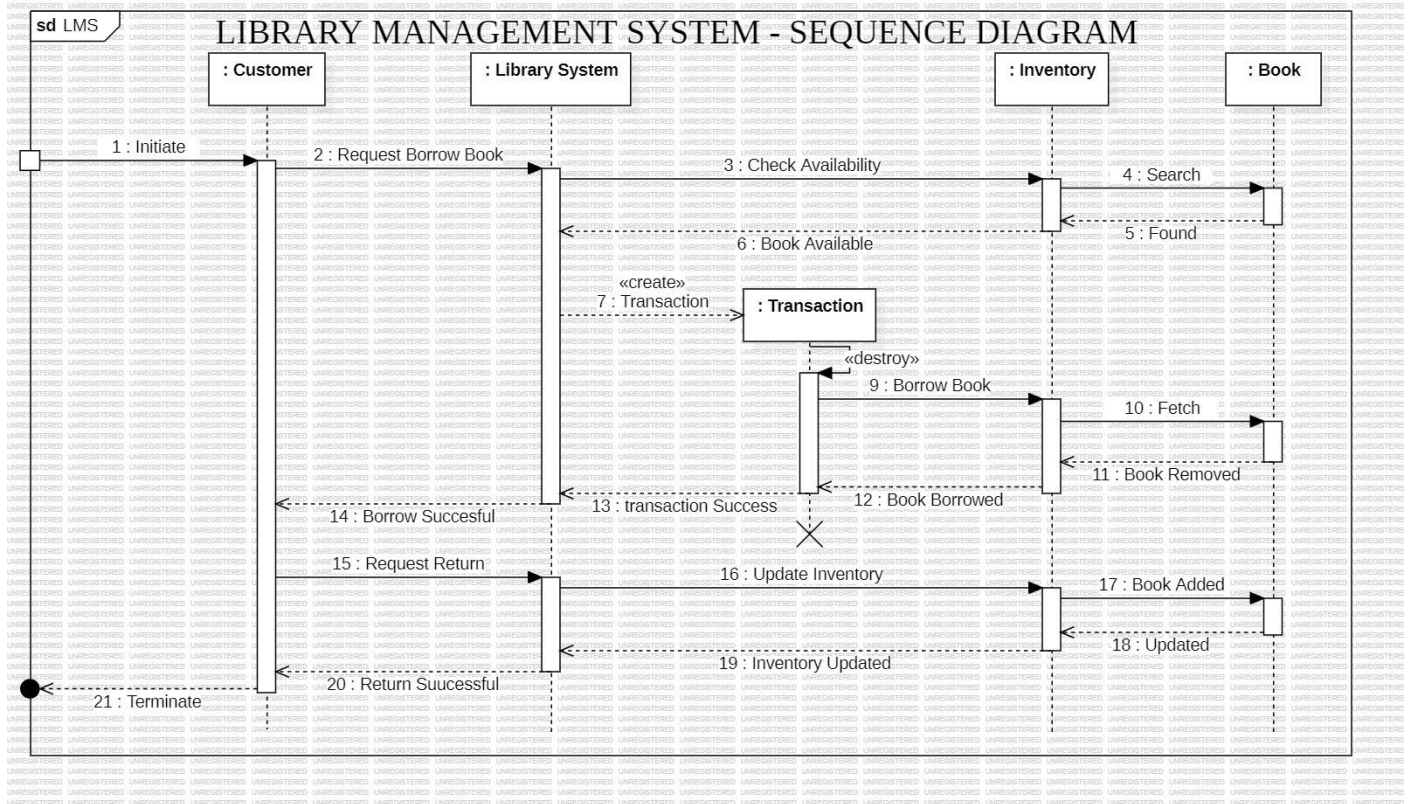 sd LMS
LIBRARY MANAGEMENT SYSTEM - SEQUENCE DIAGRAM
: Customer
: Library System
: Inventory
: Book
1 : Initiate
2 : Request Borrow Book
3 : Check Availability
4 : Search
5 : Found
6 : Book Available
«create»
7 : Transaction
: Transaction
«destroy»
9 : Borrow Book
10 : Fetch
11 : Book Removed
12 : Book Borrowed
13 : transaction Success
14 : Borrow Succesful
15 : Request Return
16 : Update Inventory
17 : Book Added
18 : Updated
19 : Inventory Updated
20 : Return Suucessful
21 : Terminate
UNREGISTERED